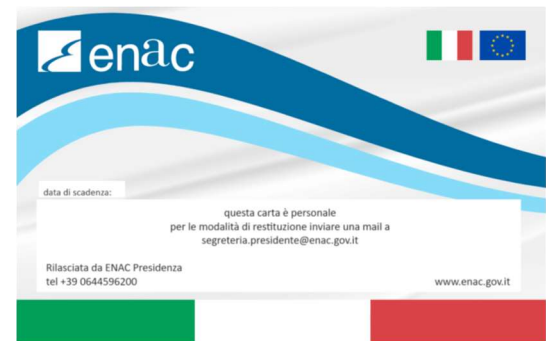 enac
data di scadenza:
questa carta è personale
per le modalità di restituzione inviare una mail a
segreteria.presidente@enac.gov.it
Rilasciata da ENAC Presidenza
tel +39 0644596200
www.enac.gov.it